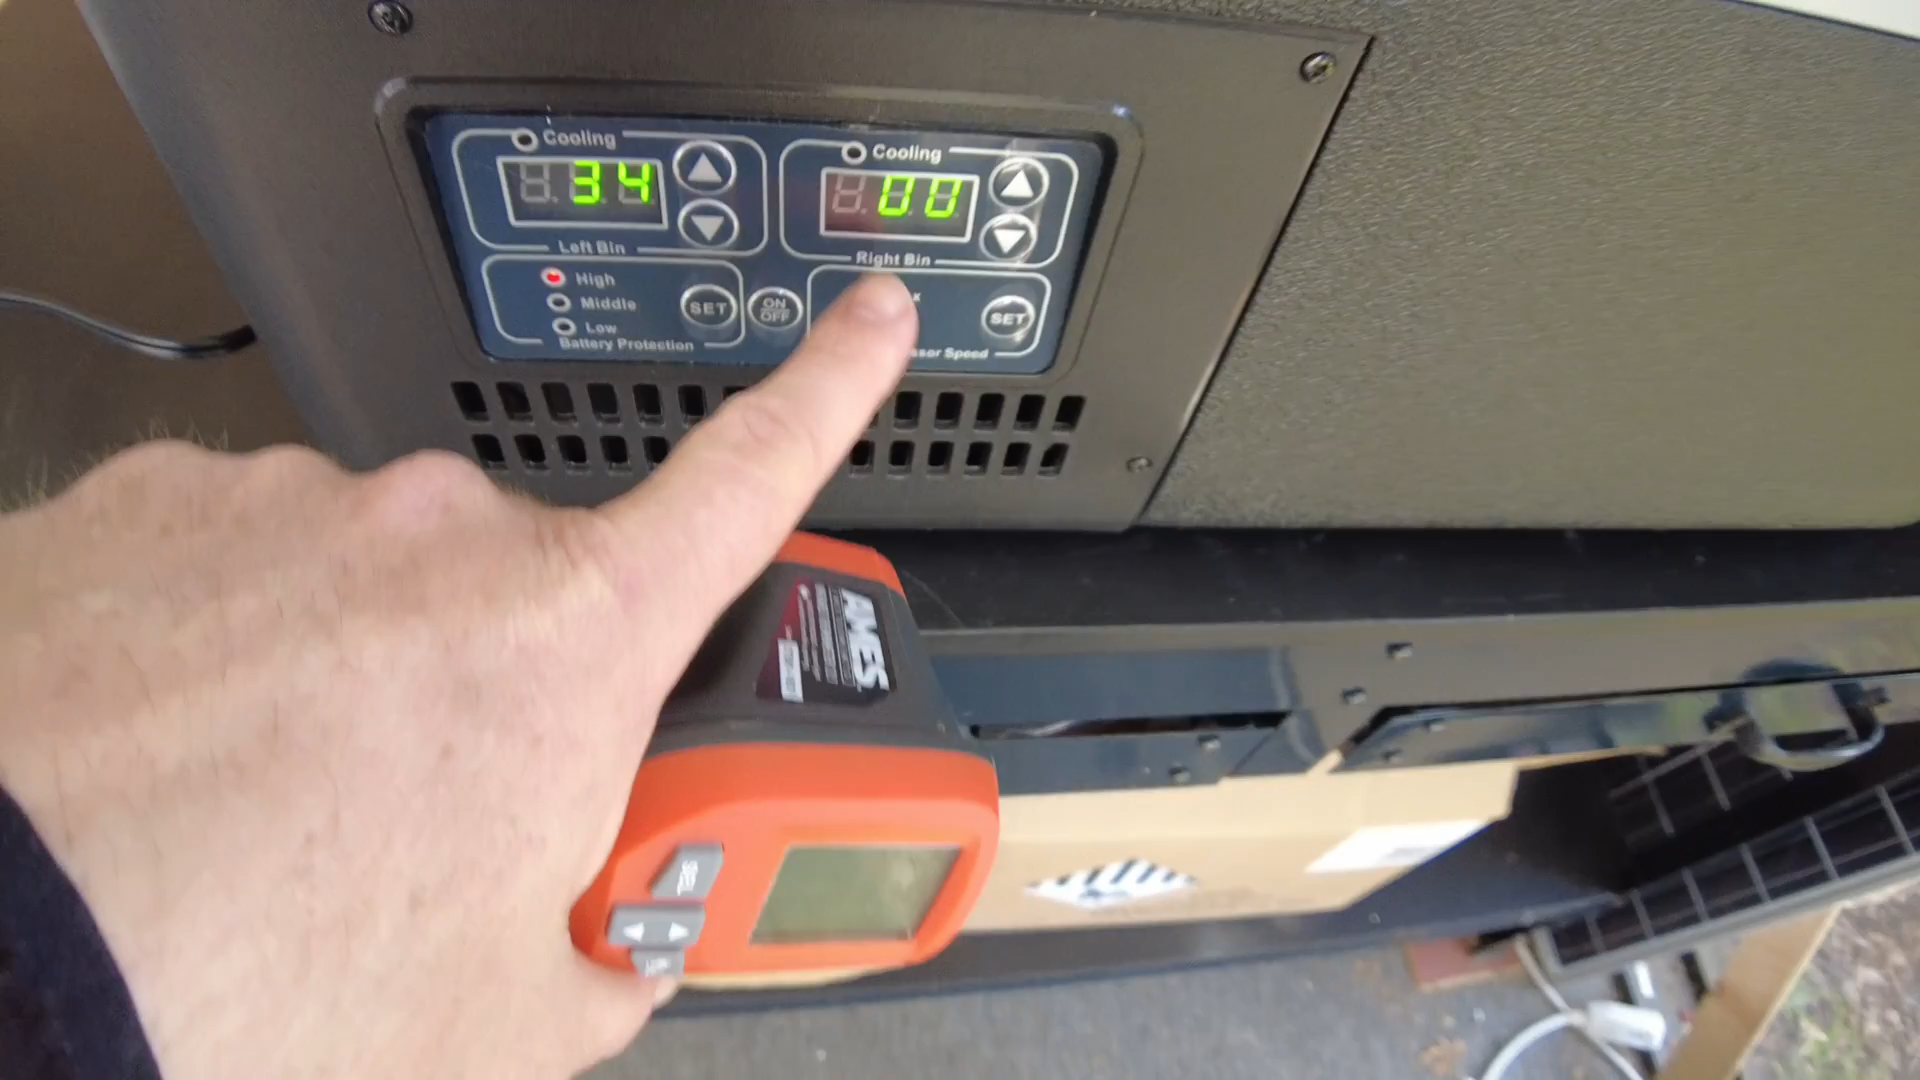 Cooling
34
Left Bin
Cooling
00
Right Bin
High
Middle
Low
Battery Protection
SET
ON
OFF
SET
ssor Speed
AMES